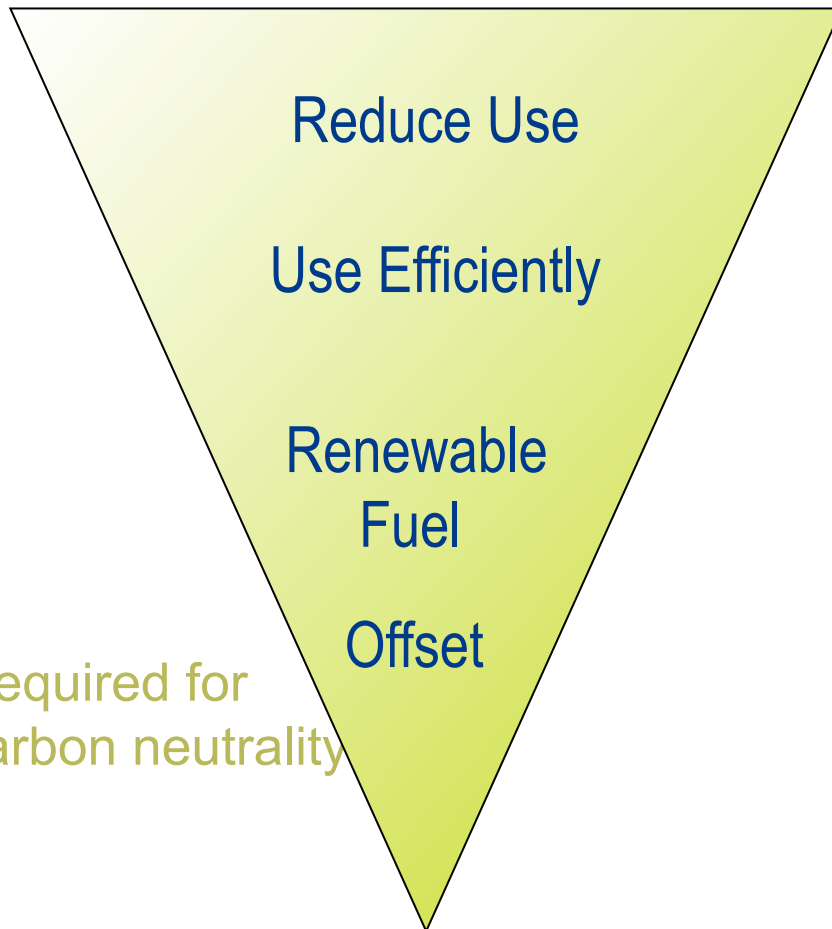 Reduce Use
Use Efficiently
Renewable
Fuel
Offset
equired for
arbon neutrality